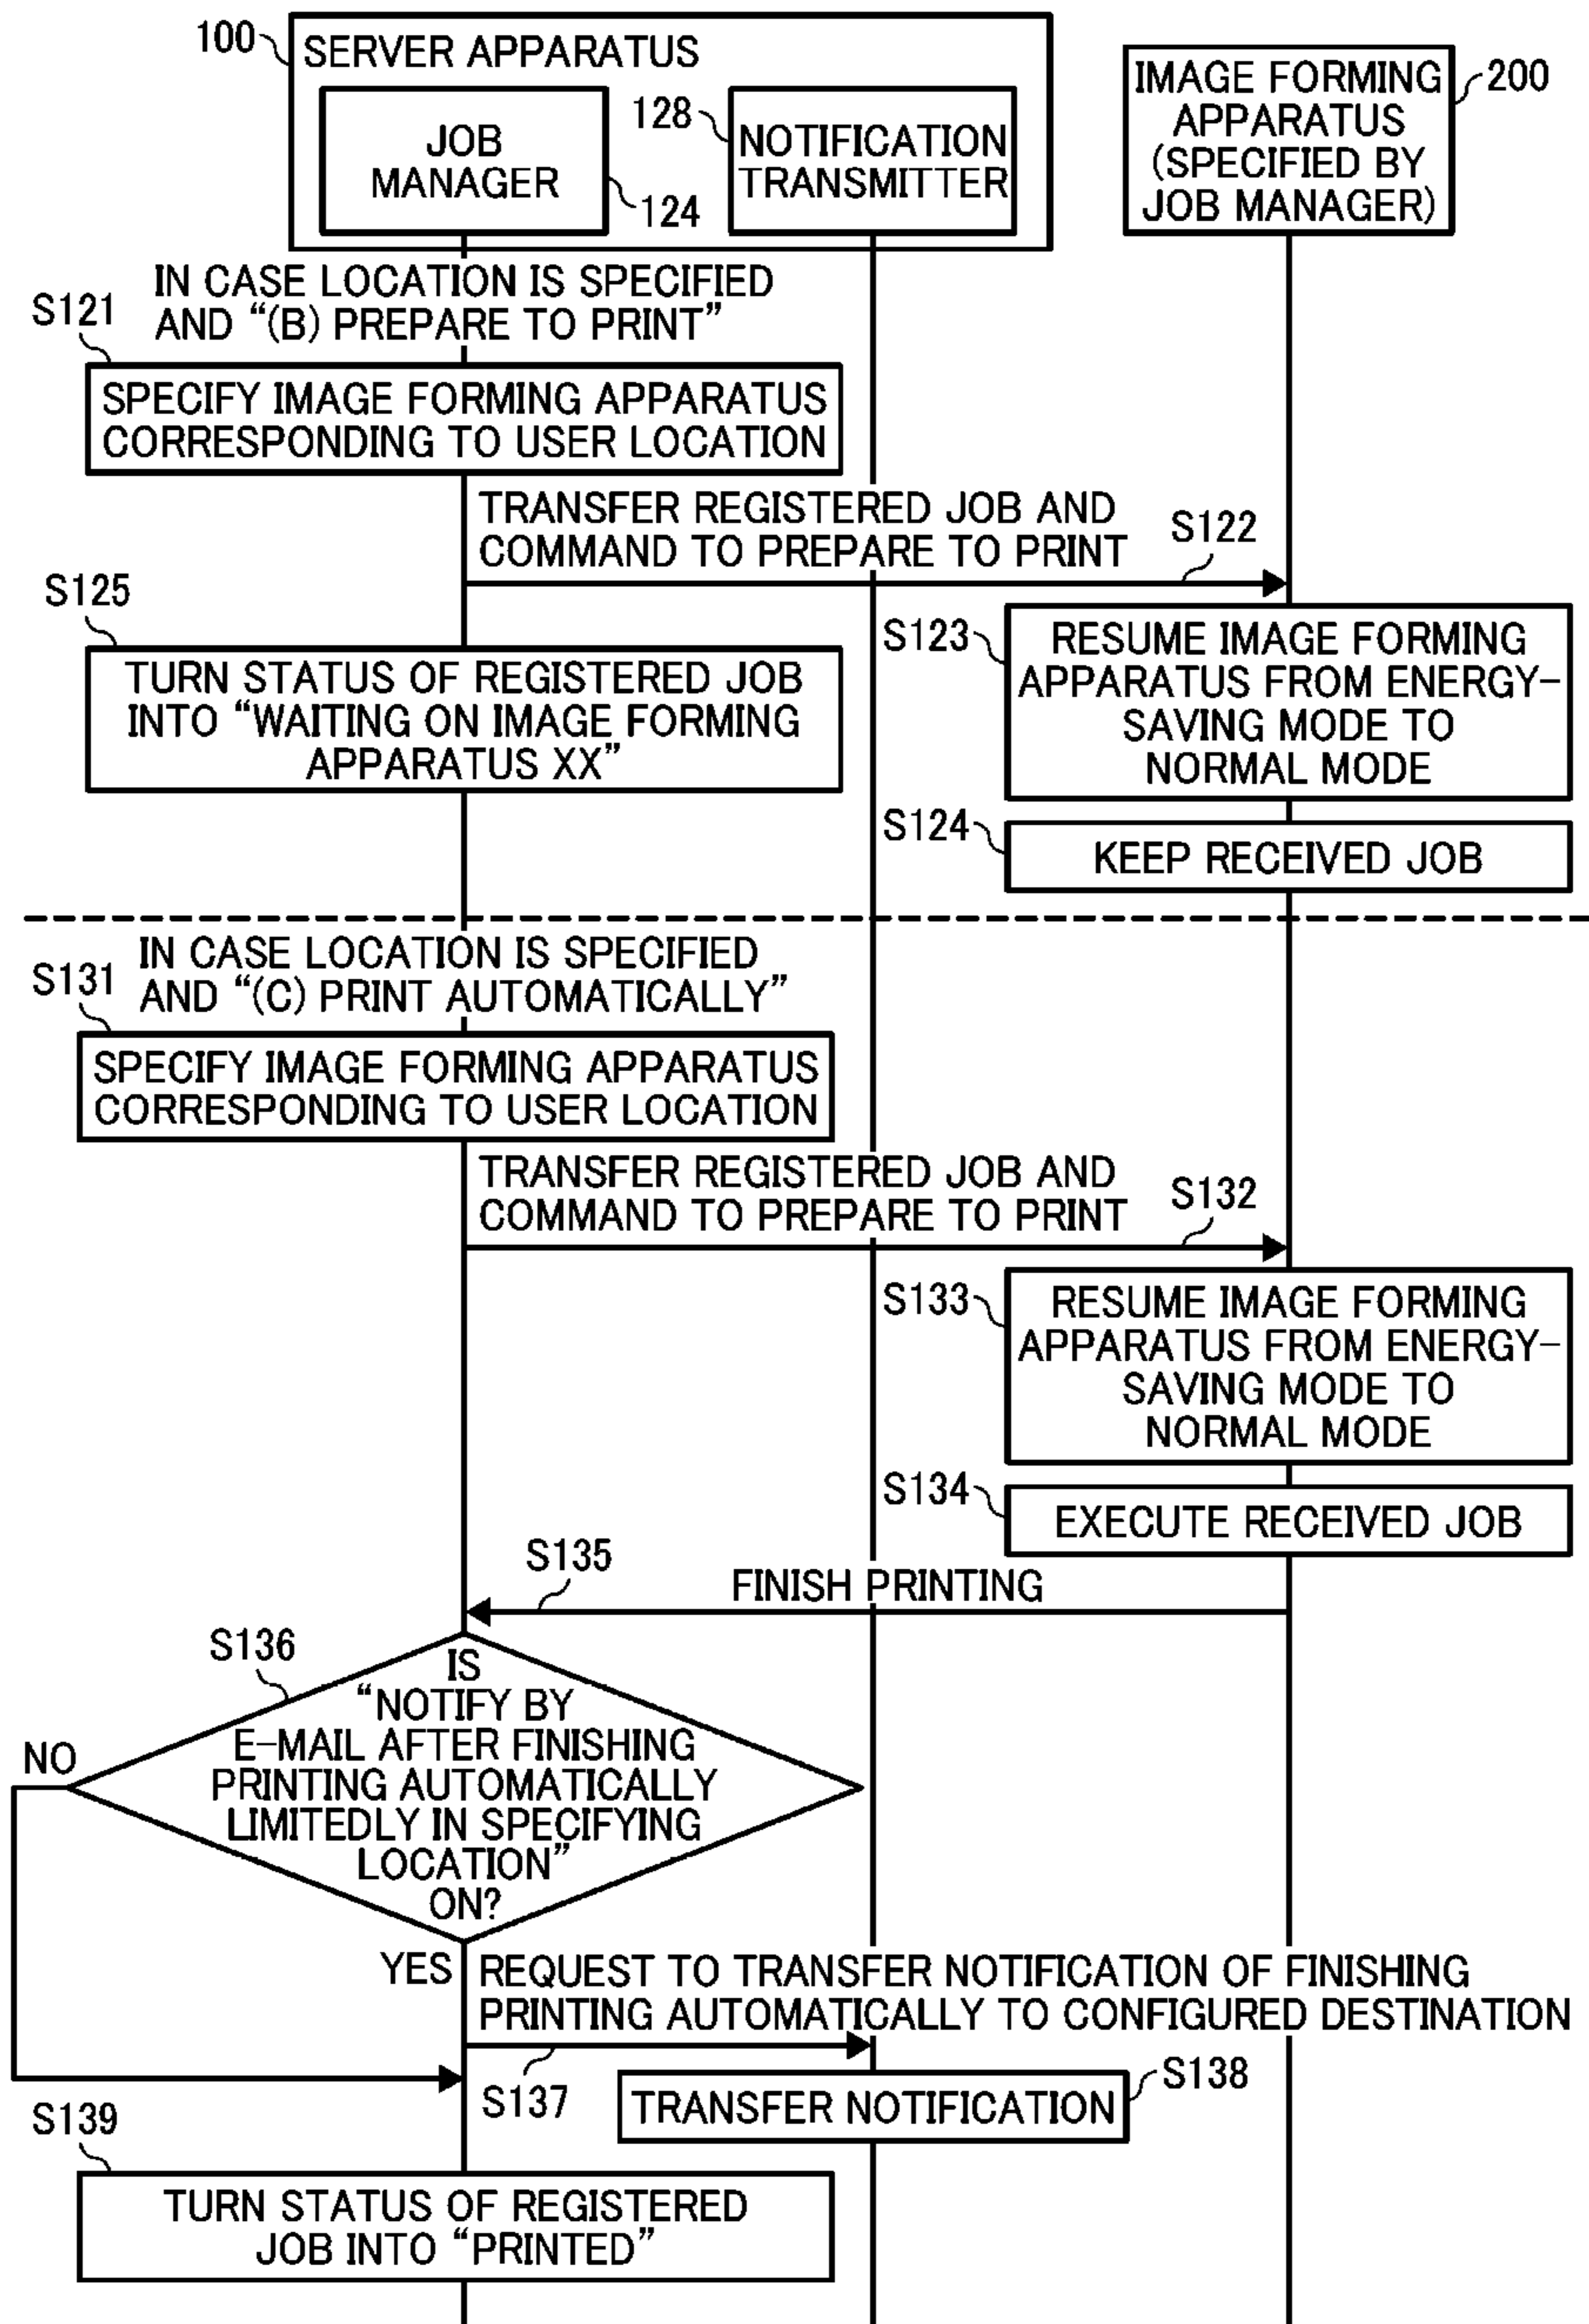 100
SERVER APPARATUS
JOB
MANAGER
124
128
NOTIFICATION
TRANSMITTER
IMAGE FORMING
APPARATUS
(SPECIFIED BY
JOB MANAGER)
200
IN CASE LOCATION IS SPECIFIED
AND “(B) PREPARE TO PRINT”
S121
SPECIFY IMAGE FORMING APPARATUS
CORRESPONDING TO USER LOCATION
TRANSFER REGISTERED JOB AND
COMMAND TO PREPARE TO PRINT
S122
S125
TURN STATUS OF REGISTERED JOB
INTO “WAITING ON IMAGE FORMING
APPARATUS XX”
S123
RESUME IMAGE FORMING
APPARATUS FROM ENERGY-
SAVING MODE TO
NORMAL MODE
S124
KEEP RECEIVED JOB
IN CASE LOCATION IS SPECIFIED
AND “(C) PRINT AUTOMATICALLY”
S131
SPECIFY IMAGE FORMING APPARATUS
CORRESPONDING TO USER LOCATION
TRANSFER REGISTERED JOB AND
COMMAND TO PREPARE TO PRINT
S132
S133
RESUME IMAGE FORMING
APPARATUS FROM ENERGY-
SAVING MODE TO
NORMAL MODE
S134
EXECUTE RECEIVED JOB
S135
FINISH PRINTING
S136
IS
“NOTIFY BY
E-MAIL AFTER FINISHING
PRINTING AUTOMATICALLY
LIMITEDLY IN SPECIFYING
LOCATION”
ON?
NO
YES
REQUEST TO TRANSFER NOTIFICATION OF FINISHING
PRINTING AUTOMATICALLY TO CONFIGURED DESTINATION
S137
S138
TRANSFER NOTIFICATION
S139
TURN STATUS OF REGISTERED
JOB INTO “PRINTED”